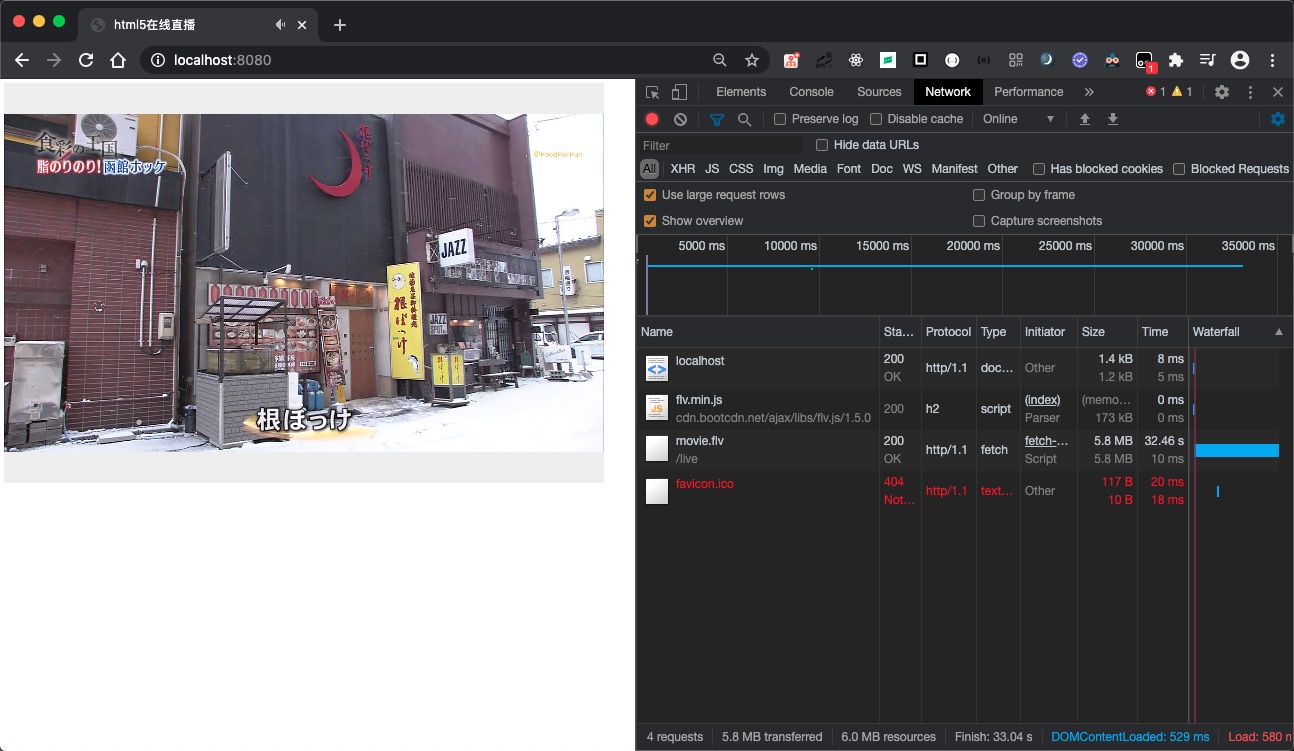 html5在线直播
localhost:8080
1
食彩の王国
脂のりのり!函館ホッケ
@FoodForFun
JAZZ
根ぼっけ
JAZZ
根ぼっけ
Elements Console Sources Network Performance 1 1
Preserve log Disable cache Online
Filter Hide data URLs
All XHR JS CSS Img Media Font Doc WS Manifest Other Has blocked cookies Blocked Requests
Use large request rows Group by frame
Show overview Capture screenshots
5000 ms 10000 ms 15000 ms 20000 ms 25000 ms 30000 ms 35000 ms
Name Sta... Protocol Type Initiator Size Time Waterfall
localhost 200 OK http/1.1 doc... Other 1.4 kB 1.2 kB 8 ms 5 ms
flv.min.js cdn.bootcdn.net/ajax/libs/flv.js/1.5.0 200 h2 script (index) Parser (memo... 173 kB 0 ms 0 ms
movie.flv /live 200 OK http/1.1 fetch fetch-... Script 5.8 MB 5.8 MB 32.46 s 10 ms
favicon.ico 404 Not... http/1.1 text... Other 117 B 10 B 20 ms 18 ms
4 requests 5.8 MB transferred 6.0 MB resources Finish: 33.04 s DOMContentLoaded: 529 ms Load: 580 m